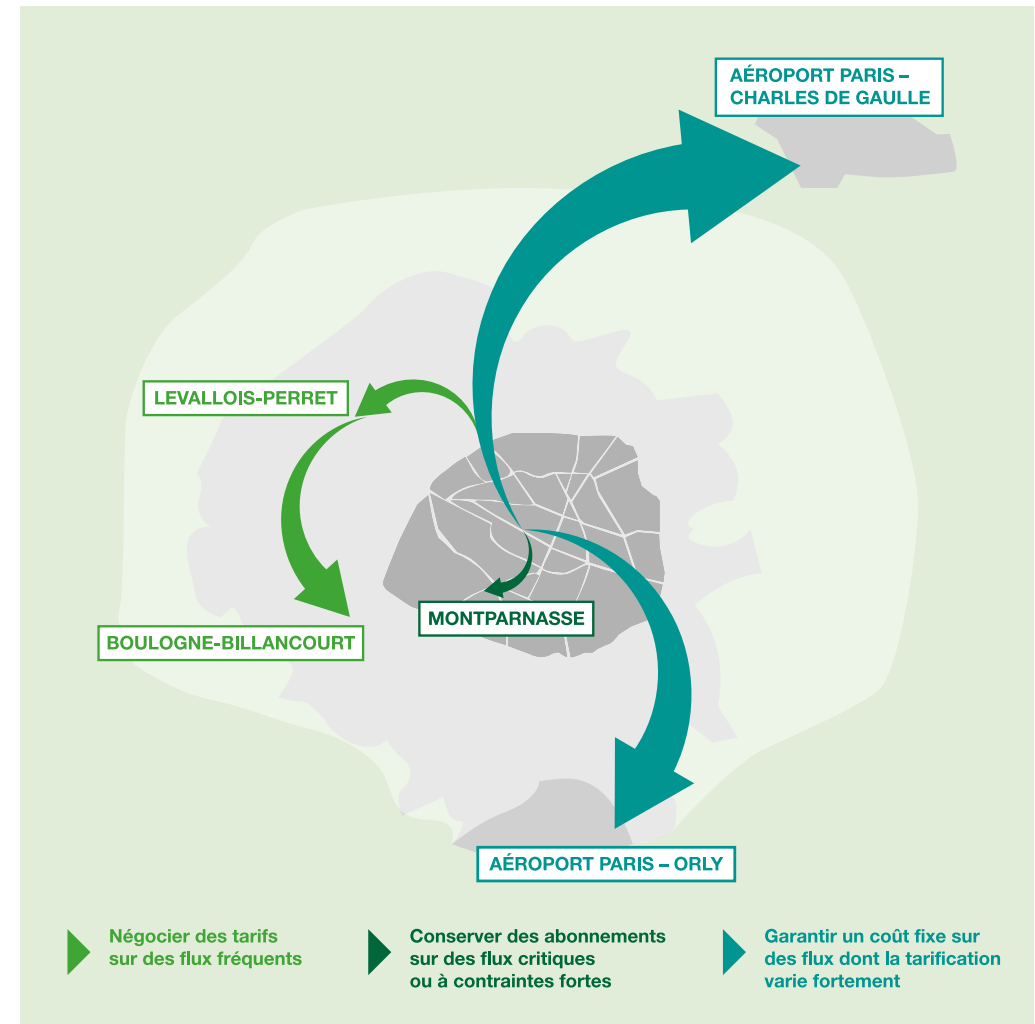 AÉROPORT PARIS –
CHARLES DE GAULLE
LEVALLOIS-PERRET
MONTPARNASSE
BOULOGNE-BILLANCOURT
AÉROPORT PARIS – ORLY
Négocier des tarifs
sur des flux fréquents
Conserver des abonnements
sur des flux critiques
ou à contraintes fortes
Garantir un coût fixe sur
des flux dont la tarification
varie fortement